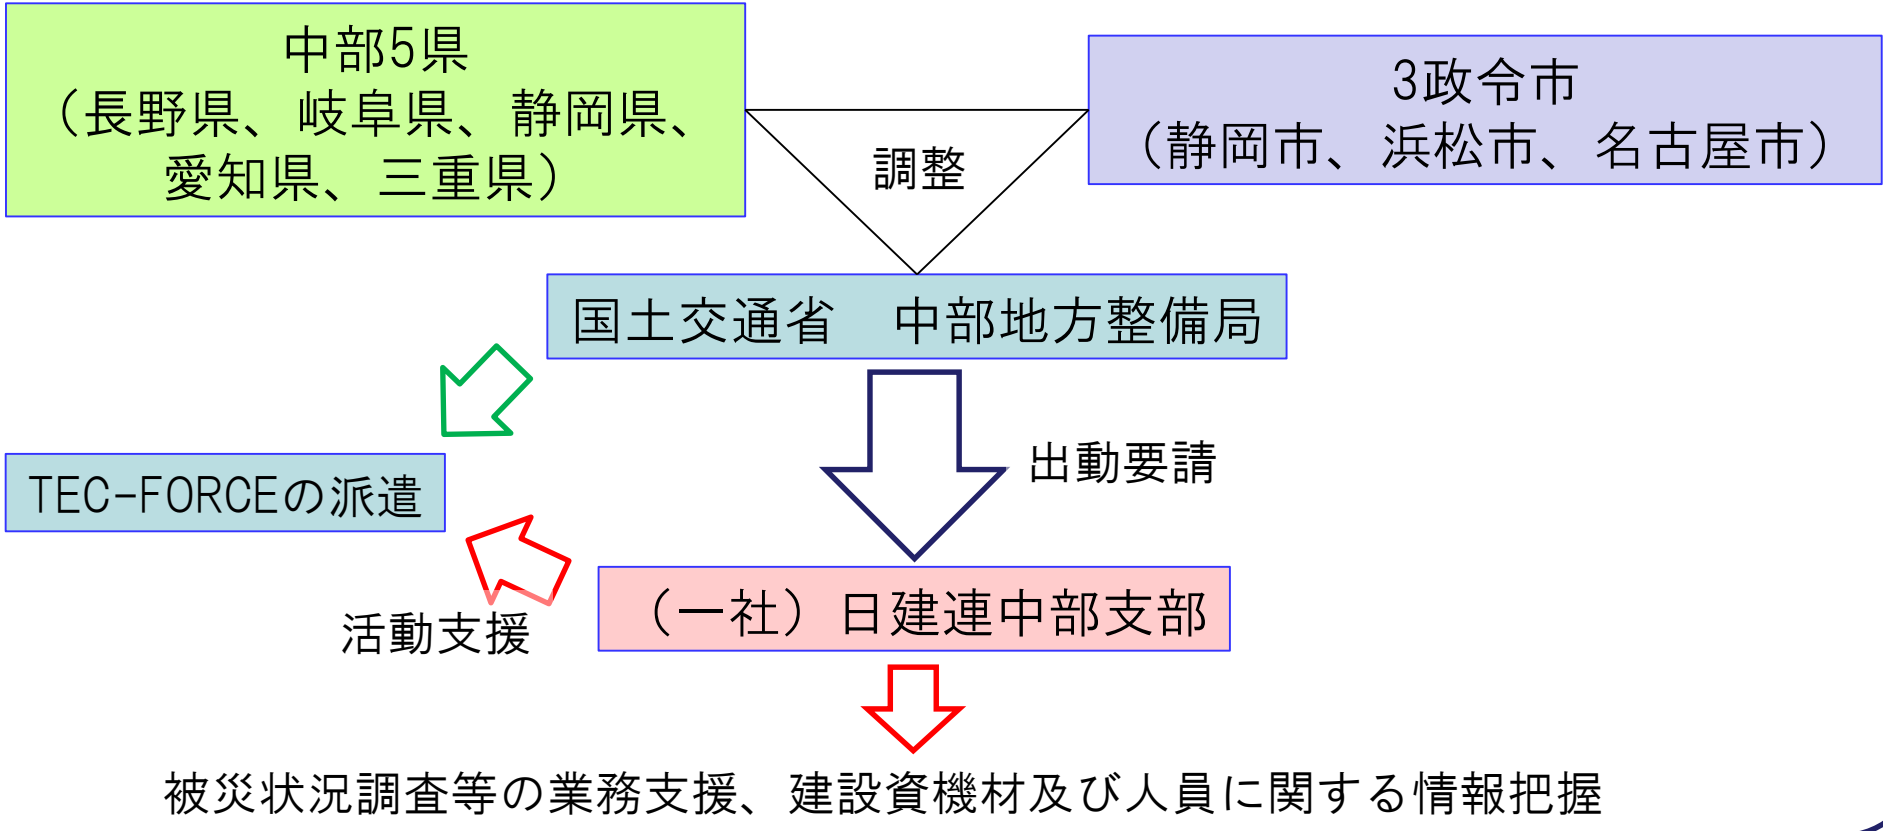 中部5県
（長野県、岐阜県、静岡県、
愛知県、三重県）
3政令市
（静岡市、浜松市、名古屋市）
調整
国土交通省　中部地方整備局
出動要請
TEC-FORCEの派遣
（一社）日建連中部支部
活動支援
被災状況調査等の業務支援、建設資機材及び人員に関する情報把握